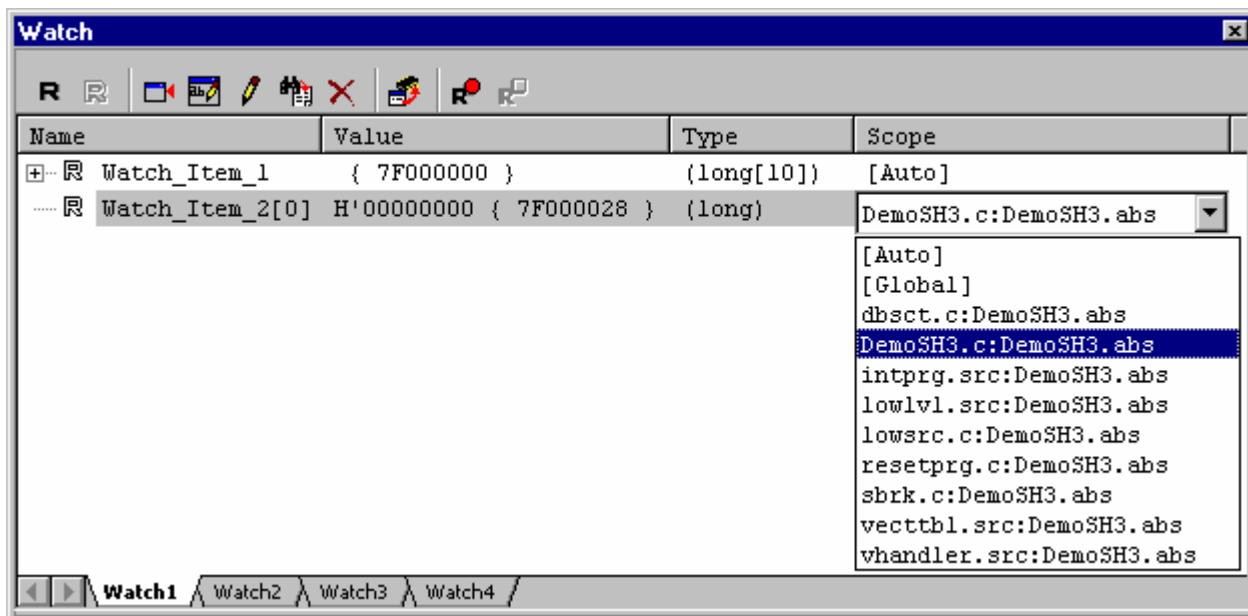 Watch
R R ab R R
Name Value Type Scope
R Watch_Item_1 { 7F000000 } (long[10]) [Auto]
R Watch_Item_2[0] H'00000000 { 7F000028 } (long) DemoSH3.c:DemoSH3.abs
[Auto]
[Global]
dbsct.c:DemoSH3.abs
DemoSH3.c:DemoSH3.abs
intprg.src:DemoSH3.abs
lowlvl.src:DemoSH3.abs
lowsrc.c:DemoSH3.abs
resetprg.c:DemoSH3.abs
sbrk.c:DemoSH3.abs
vecttbl.src:DemoSH3.abs
vhandler.src:DemoSH3.abs
Watch1 Watch2 Watch3 Watch4